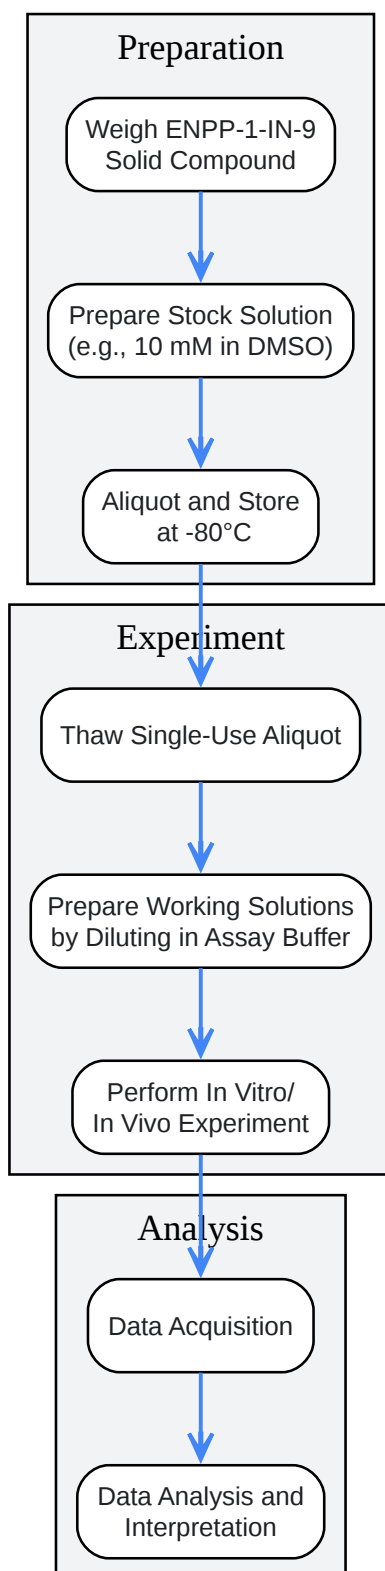 Preparation
Weigh ENPP-1-IN-9
Solid Compound
Prepare Stock Solution
(e.g., 10 mM in DMSO)
Aliquot and Store
at -80°C
Experiment
Thaw Single-Use Aliquot
Prepare Working Solutions
by Diluting in Assay Buffer
Perform In Vitro/
In Vivo Experiment
Analysis
Data Acquisition
Data Analysis and
Interpretation